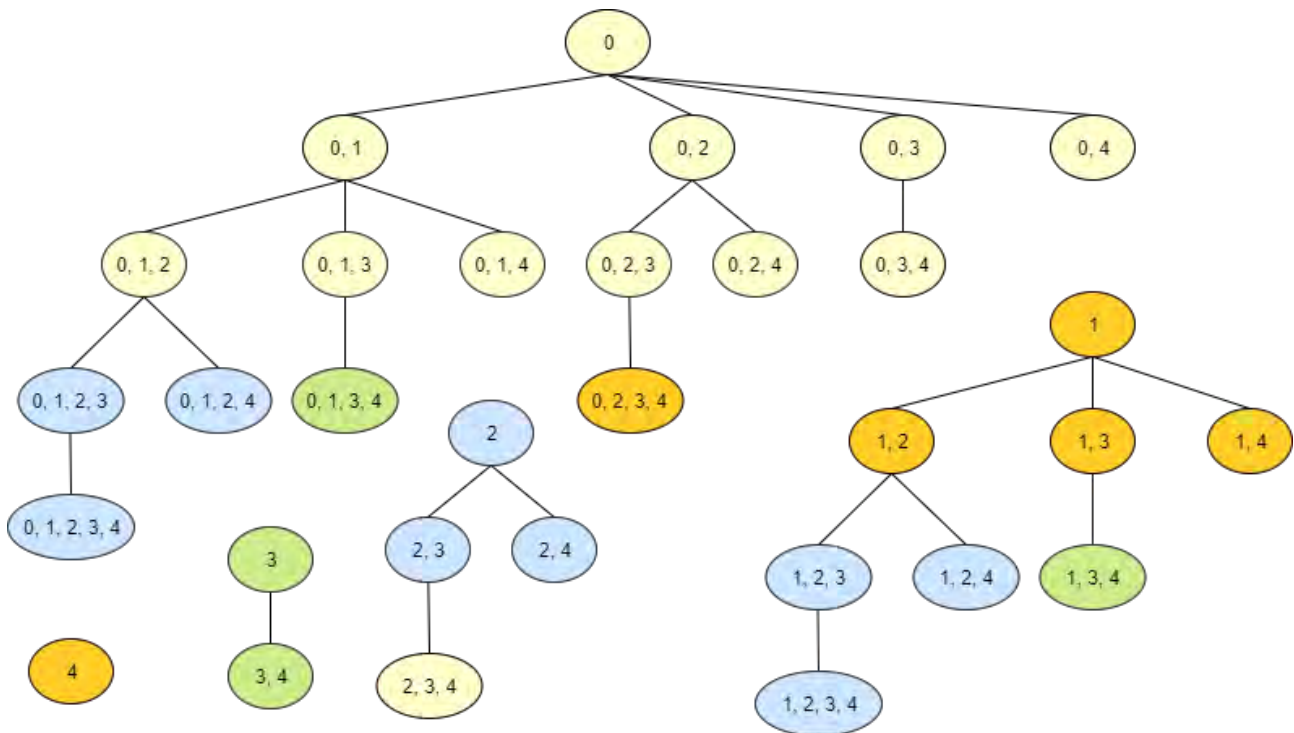 0
0, 1
0, 2
0, 3
0, 4
0, 1, 2
0, 1, 3
0, 1, 4
0, 2, 3
0, 2, 4
0, 3, 4
1
0, 1, 2, 3
0, 1, 2, 4
0, 1, 3, 4
0, 2, 3, 4
2
1, 2
1, 3
1, 4
0, 1, 2, 3, 4
3
2, 3
2, 4
1, 2, 3
1, 2, 4
1, 3, 4
4
3, 4
2, 3, 4
1, 2, 3, 4